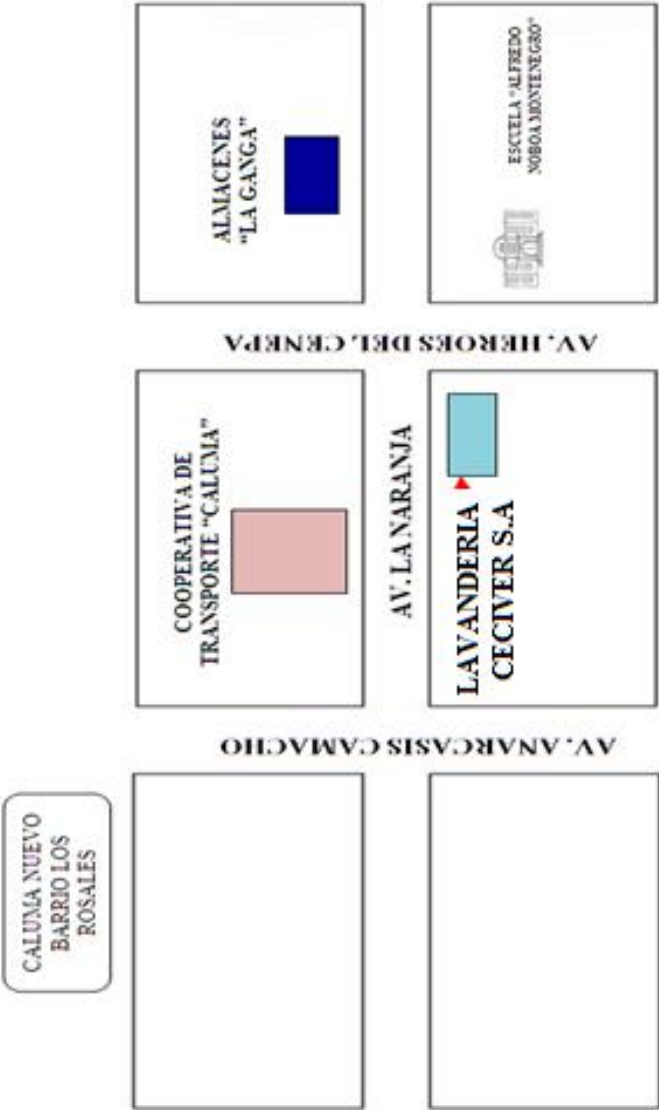 CALUMA NUEVO
BARRIO LOS
ROSALES
AV. ANARCASIS CAMACHO
COOPERATIVA DE
TRANSPORTE "CALUMA"
AV. LA NARANJA
LAVANDERIA
CECIVER S.A
AV. HEROES DEL CENEPA
ALMACENES
"LA GANGA"
ESCUELA "ALFREDO
NOBOA MONTENEGRO"